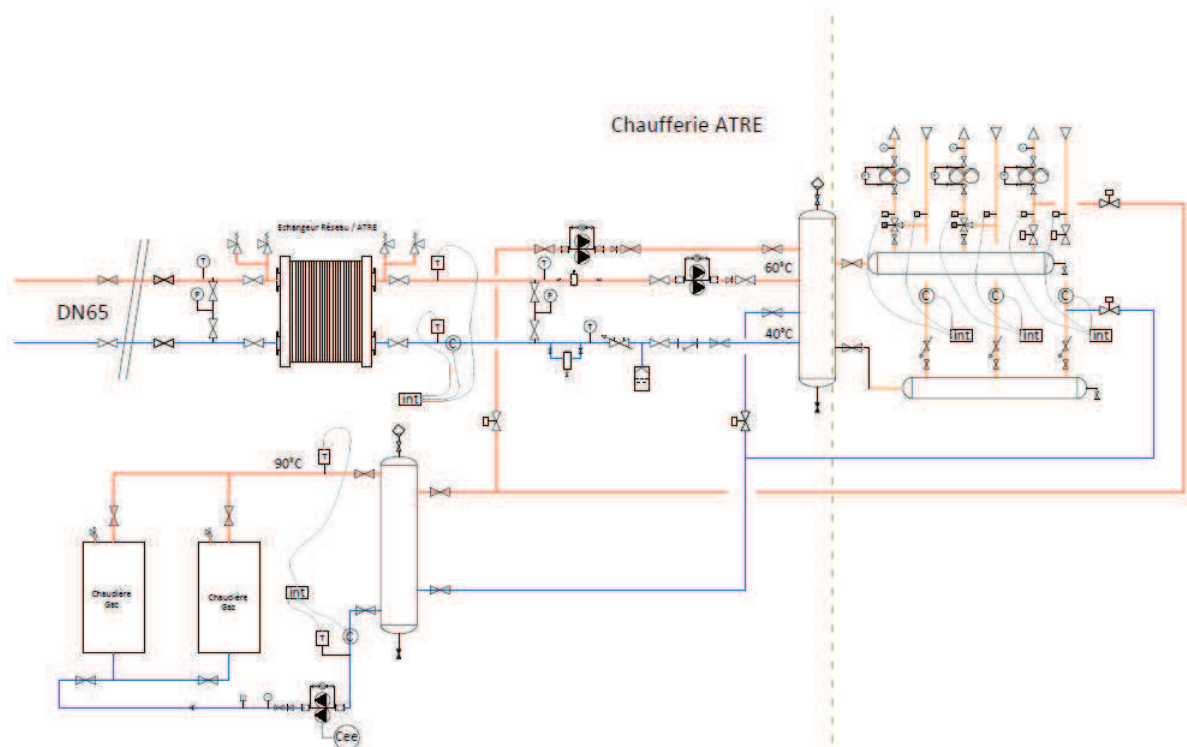 Chaufferie ATRE
Echangeur Réseau / ATRE
T
T
T
P
P
60°C
DN65
C
C
C
int
int
int
T
T
40°C
C
int
T
90°C
Chaudière
Gaz
Chaudière
Gaz
int
T
C
Cee